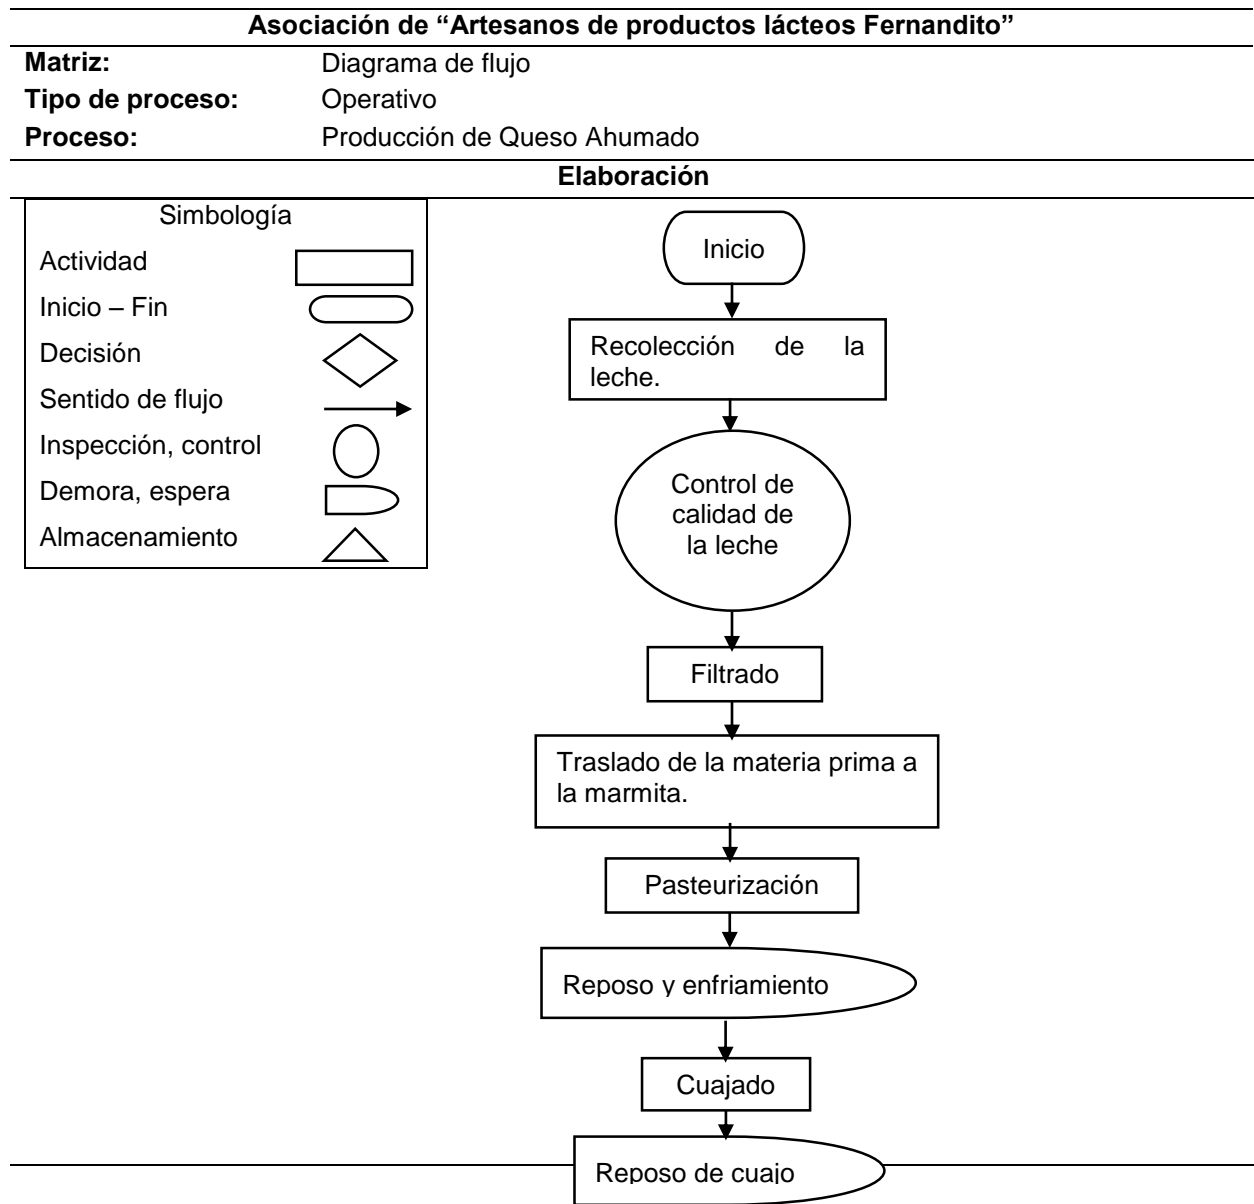 Asociación de “Artesanos de productos lácteos Fernandito”
Matriz: Diagrama de flujo
Tipo de proceso: Operativo
Proceso: Producción de Queso Ahumado
Elaboración
Simbología
Actividad
Inicio – Fin
Decisión
Sentido de flujo
Inspección, control
Demora, espera
Almacenamiento
Inicio
Recolección de la
leche.
Control de
calidad de
la leche
Filtrado
Traslado de la materia prima a
la marmita.
Pasteurización
Reposo y enfriamiento
Cuajado
Reposo de cuajo